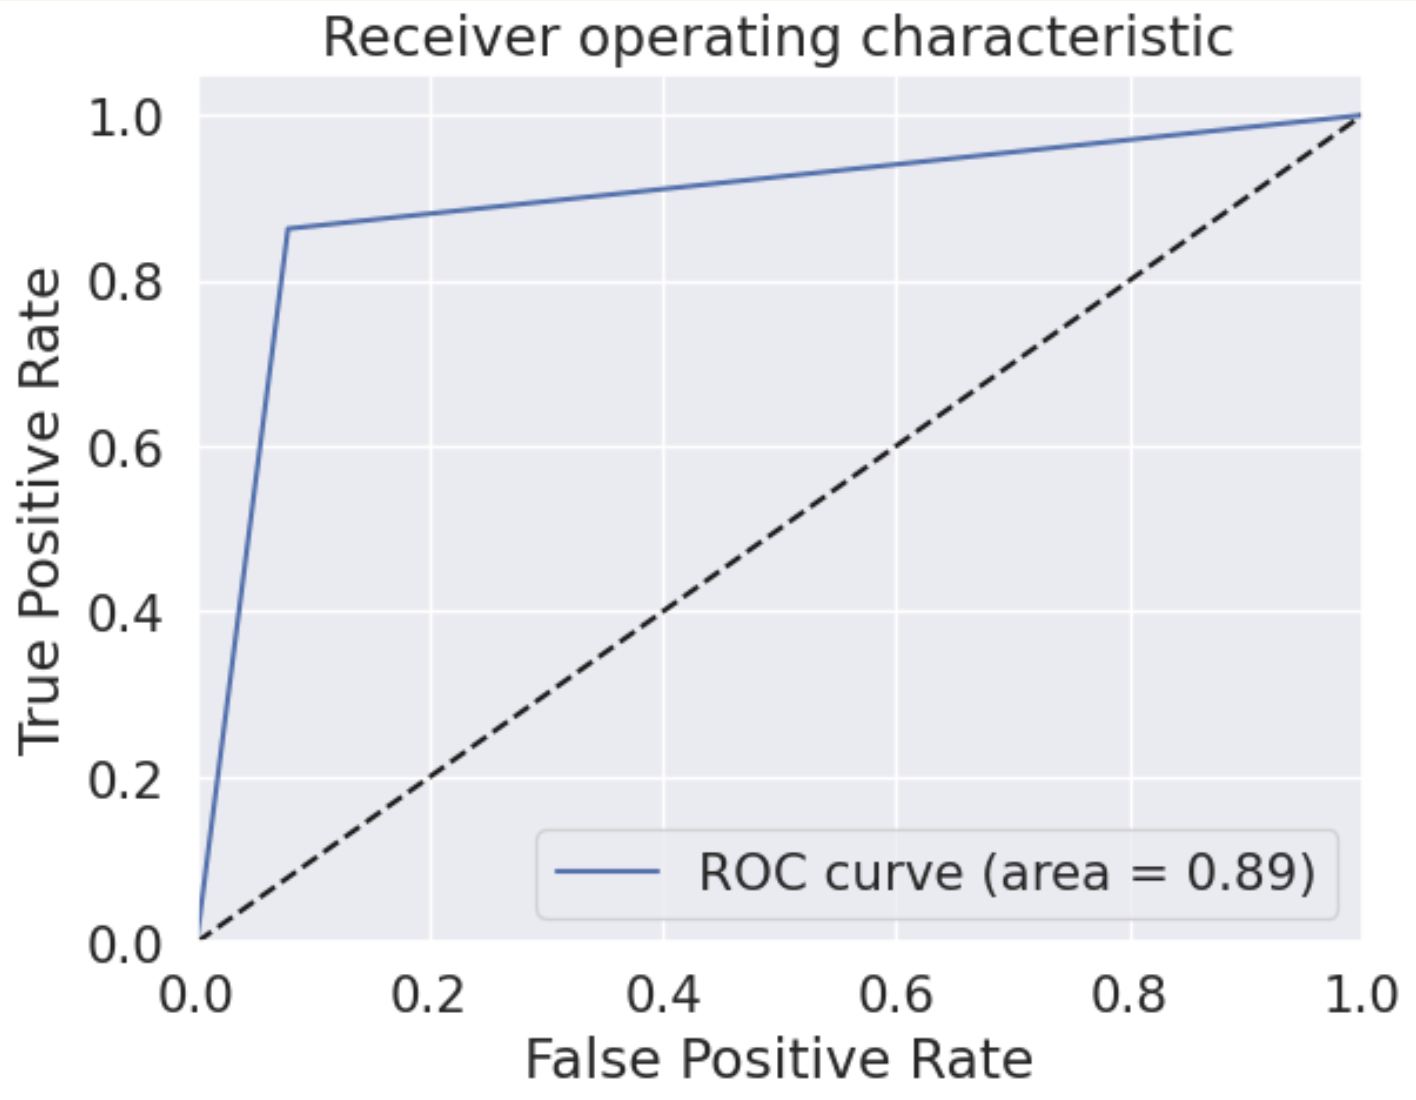 Receiver operating characteristic
1.0
0.8
0.6
0.4
0.2
0.0
True Positive Rate
ROC curve (area = 0.89)
0.0 0.2 0.4 0.6 0.8 1.0
False Positive Rate